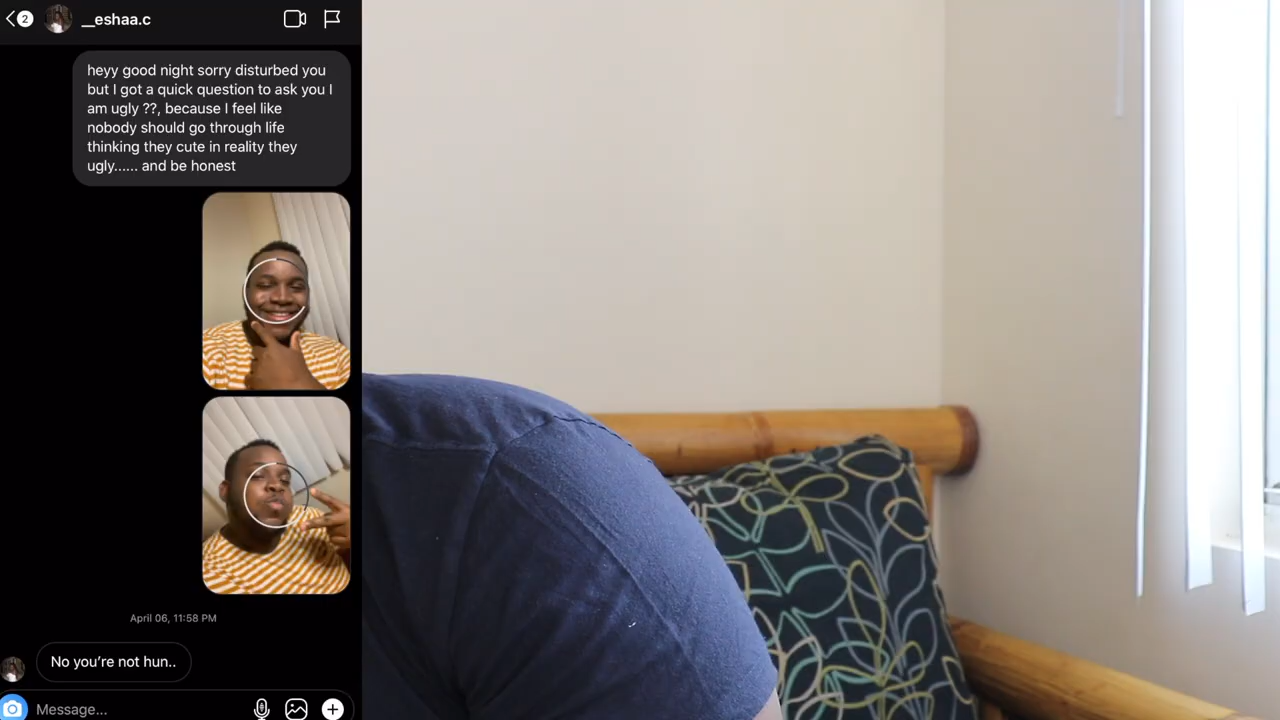 2
__eshaa.c
heyy good night sorry disturbed you
but I got a quick question to ask you I
am ugly ??, because I feel like
nobody should go through life
thinking they cute in reality they
ugly...... and be honest
April 06, 11:58 PM
No you're not hun..
Message...